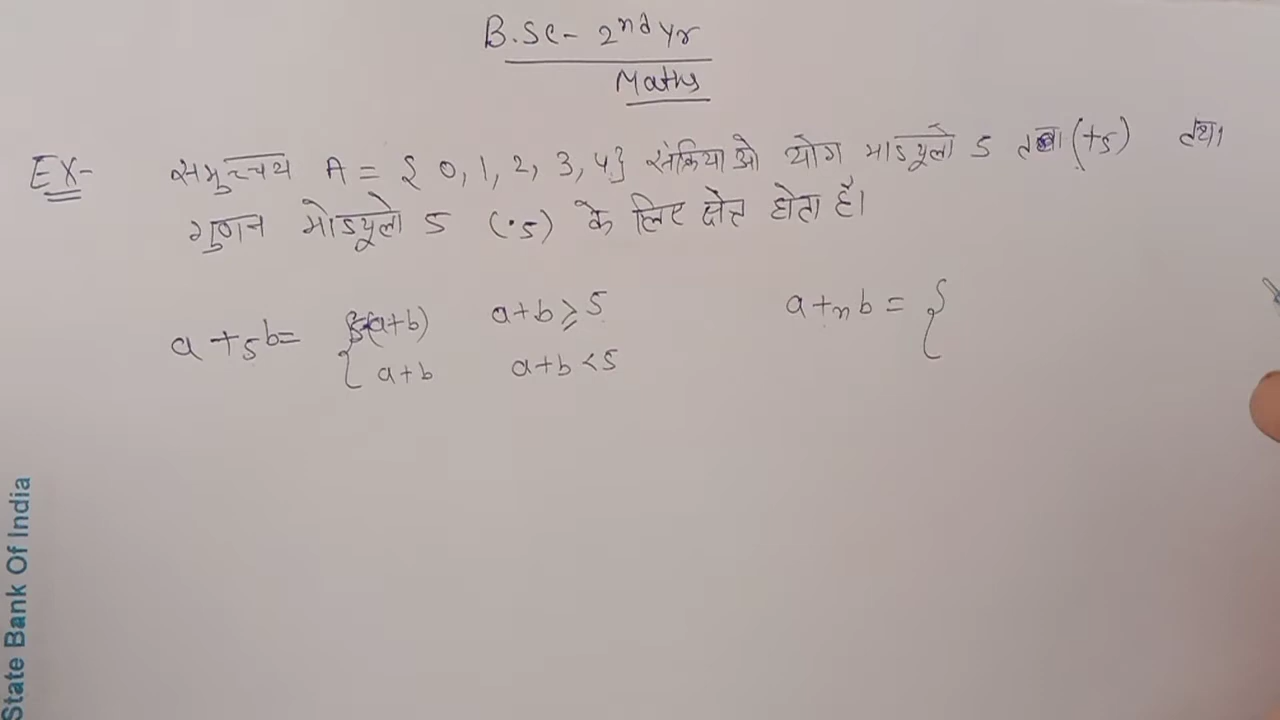 B.Sc- 2nd Yr
Maths
Ex- समुच्चय A = { 0, 1, 2, 3, 4} संक्रियाओ योग माड्यूलो 5 (+5) तथा
गुणन मोड्यूलो 5 (·5) के लिए क्षेत्र होता है।
a +5 b = { 5-(a+b) a+b ≥ 5
a+b a+b < 5
a +n b = {
State Bank Of India